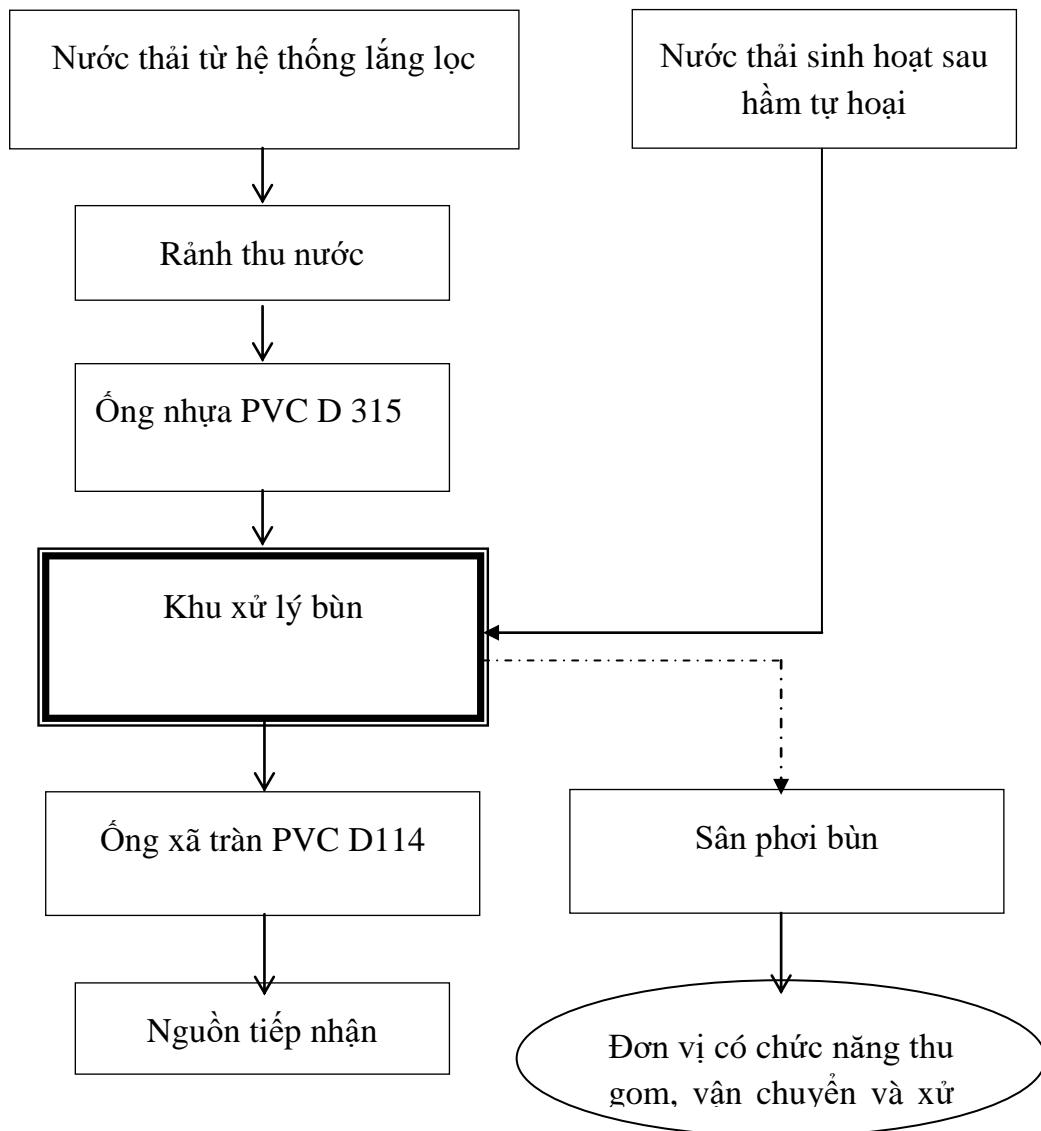 Nước thải từ hệ thống lắng lọc
Nước thải sinh hoạt sau
hầm tự hoại
Rảnh thu nước
Ống nhựa PVC D 315
Khu xử lý bùn
Ống xã tràn PVC D114
Sân phơi bùn
Nguồn tiếp nhận
Đơn vị có chức năng thu
gom, vận chuyển và xử